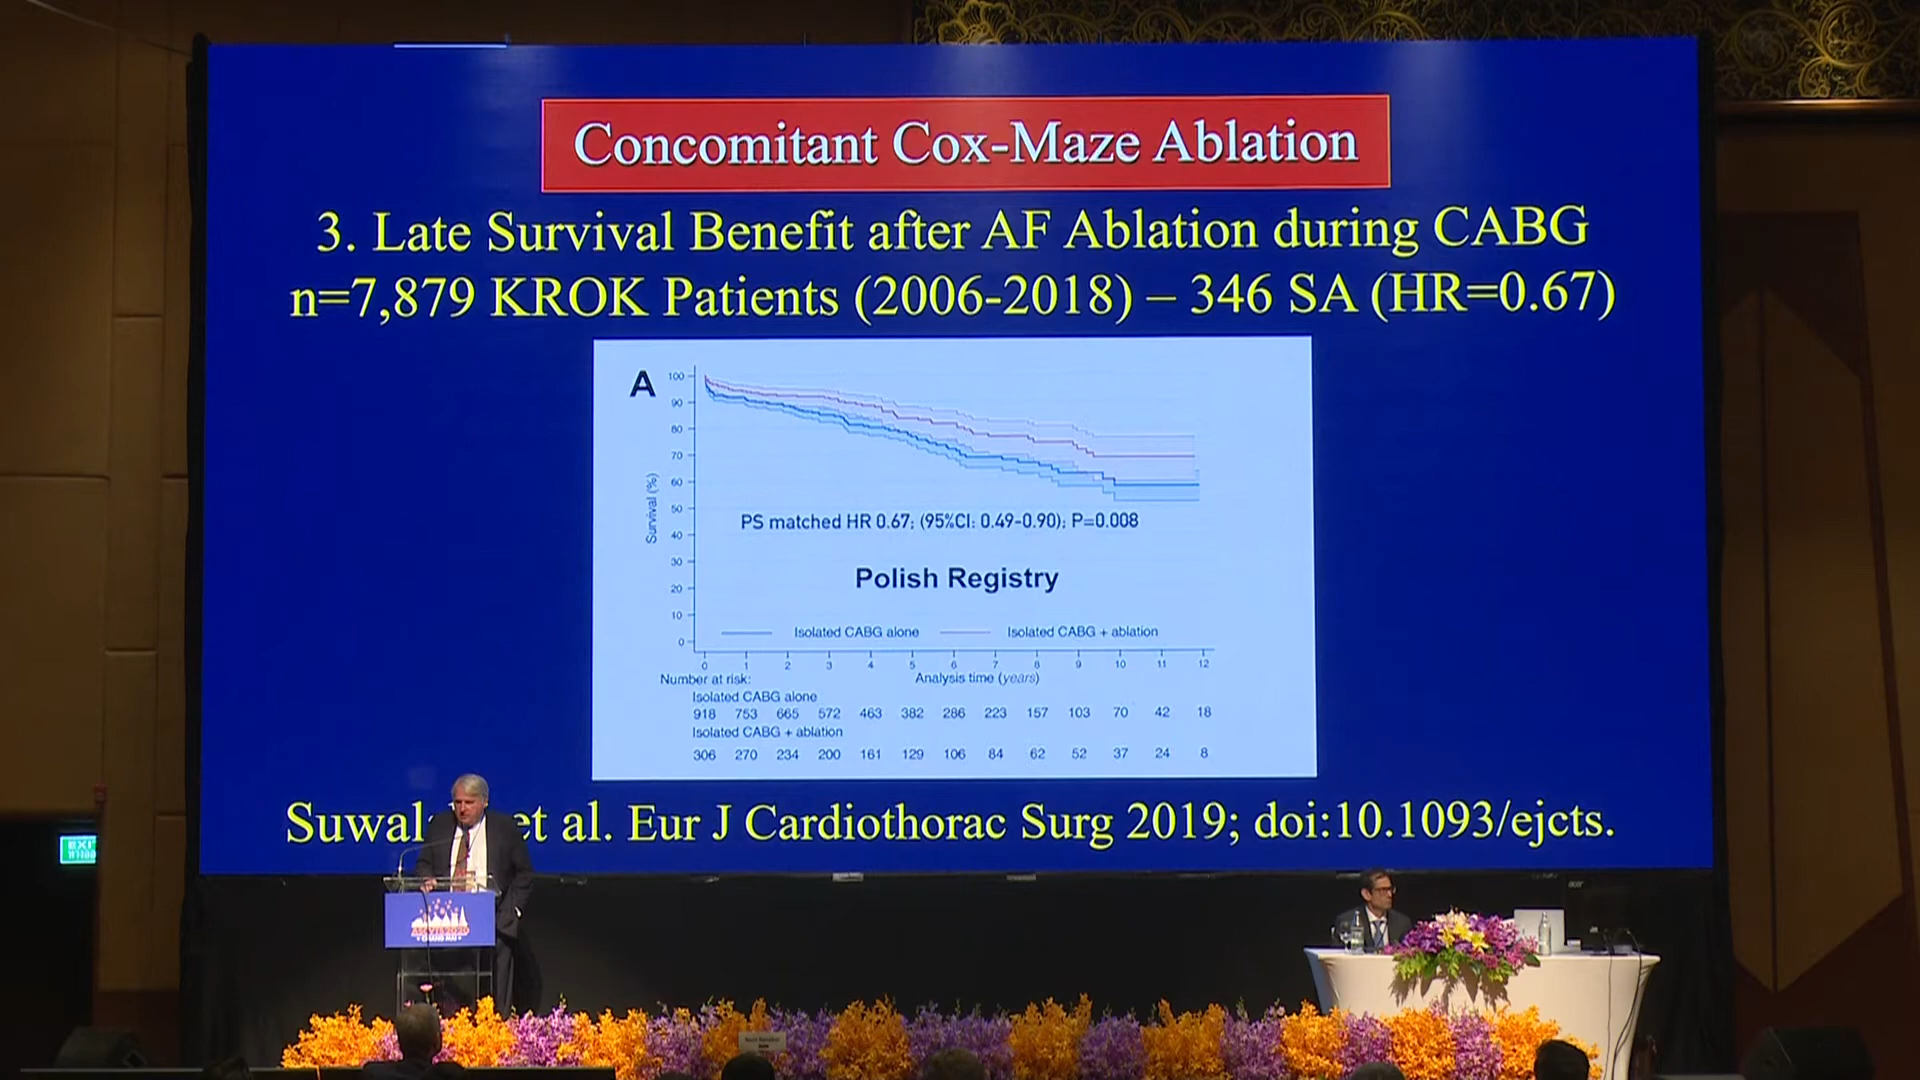 Concomitant Cox-Maze Ablation
3. Late Survival Benefit after AF Ablation during CABG
n=7,879 KROK Patients (2006-2018) – 346 SA (HR=0.67)
A
100
90
80
70
60
50
40
30
20
10
0
Survival (%)
PS matched HR 0.67; (95%CI: 0.49-0.90); P=0.008
Polish Registry
Isolated CABG alone
Isolated CABG + ablation
0 1 2 3 4 5 6 7 8 9 10 11 12
Number at risk:
Analysis time (years)
Isolated CABG alone
918 753 665 572 463 382 286 223 157 103 70 42 18
Isolated CABG + ablation
306 270 234 200 161 129 106 84 62 52 37 24 8
et al. Eur J Cardiothorac Surg 2019; doi:10.1093/ejcts.
ASCVTS2020
CHIANG MAI
acer